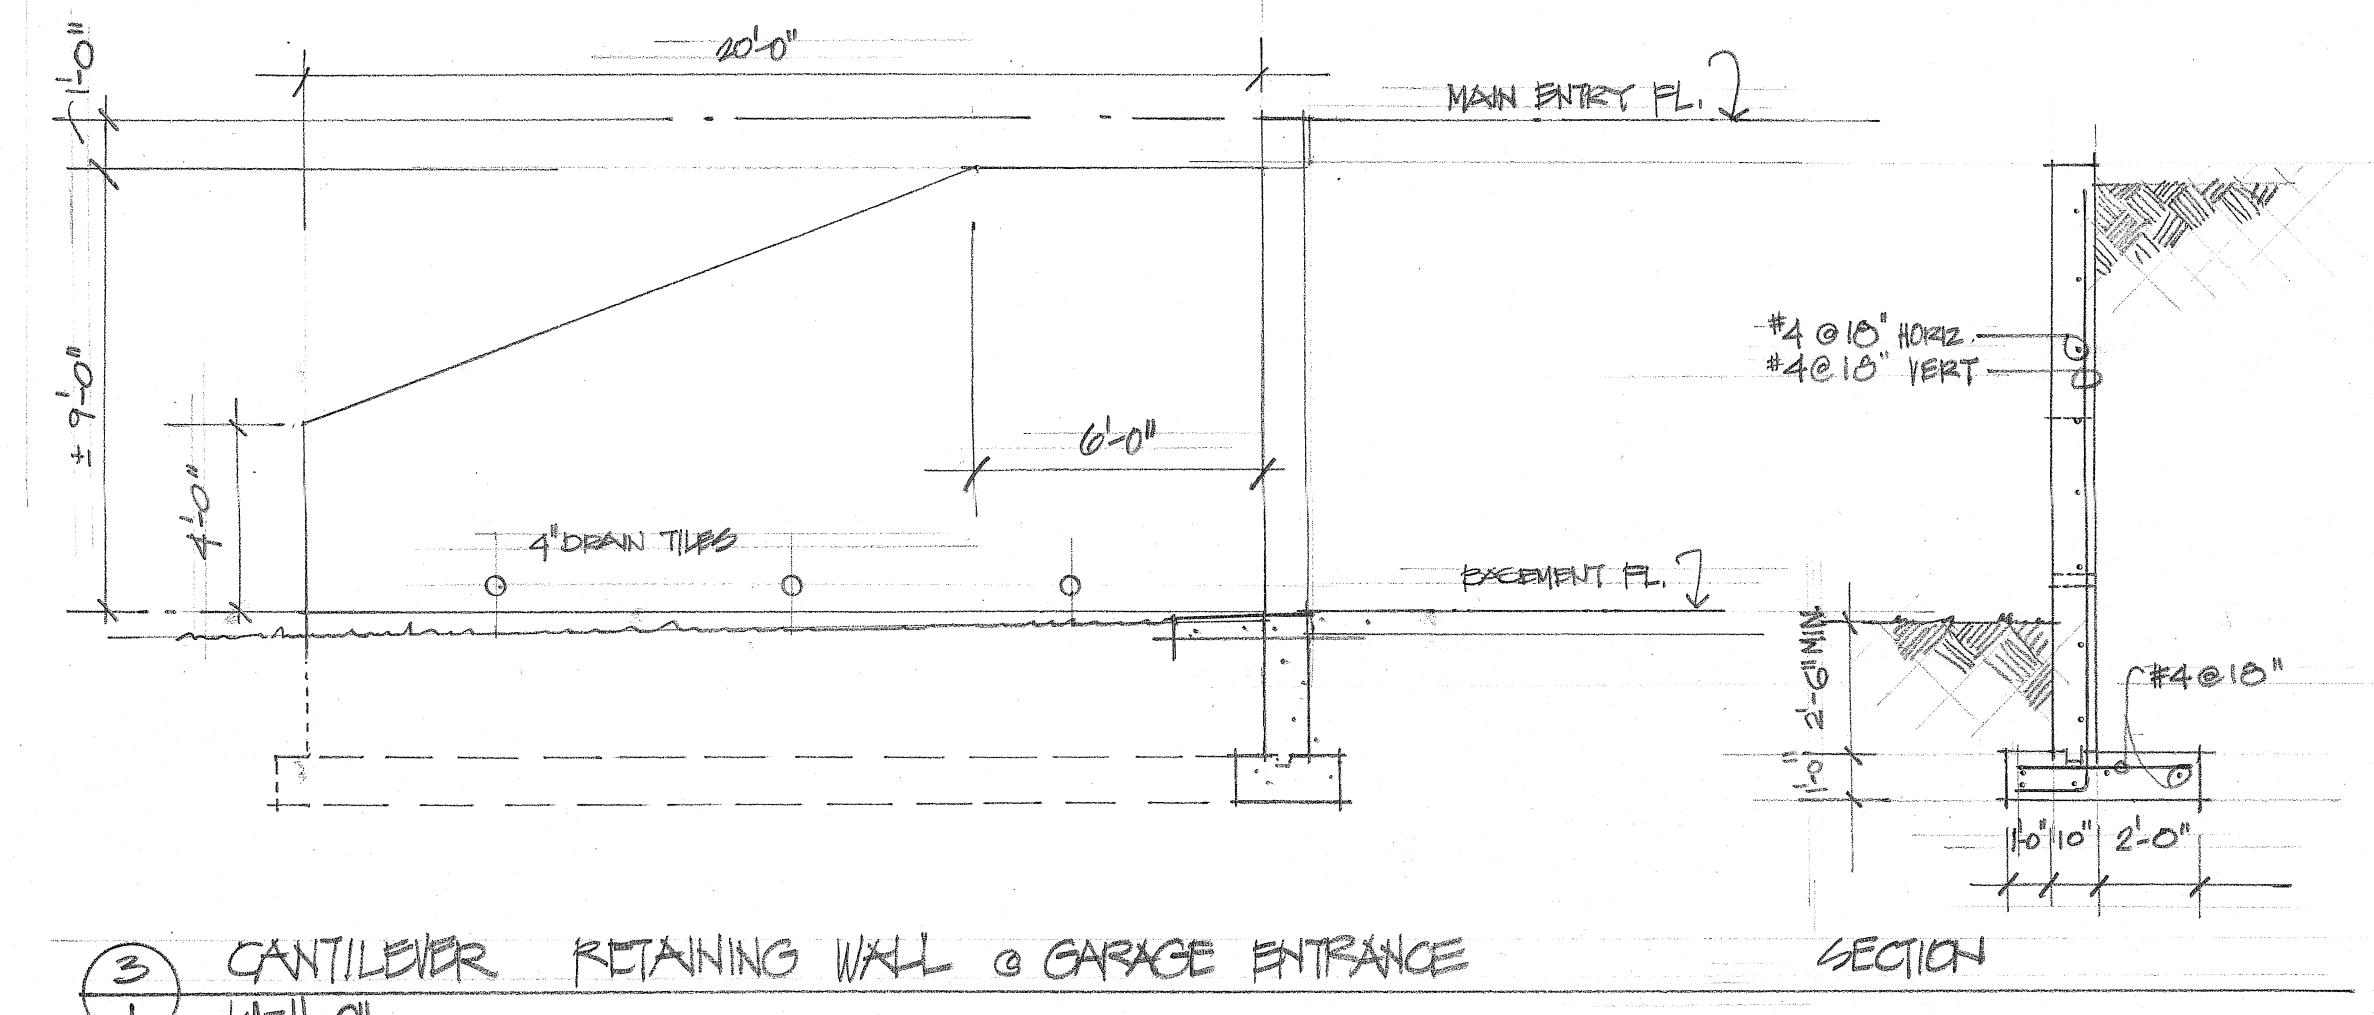 20'-0"
1'-0"
MAIN ENTRY FL.
± 9'-0"
4'-0"
6'-0"
4" DRAIN TILES
BASEMENT FL.
#4 @ 18" HORIZ.
#4 @ 18" VERT
2'-6" MIN.
1'-0"
#4 @ 18"
1'-0" 10" 2'-0"
3
CANTILEVER RETAINING WALL @ GARAGE ENTRANCE
SECTION